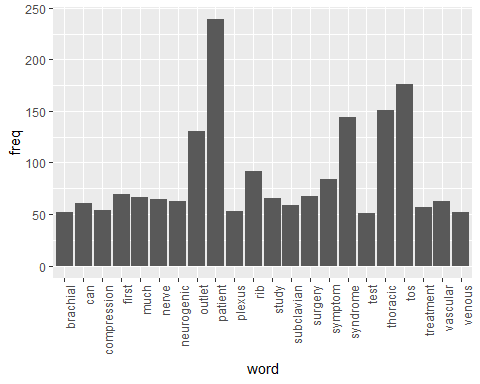 250
200
150
100
50
0
freq
brachial
can
compression
first
much
nerve
neurogenic
outlet
patient
plexus
rib
study
subclavian
surgery
symptom
syndrome
test
thoracic
tos
treatment
vascular
venous
word